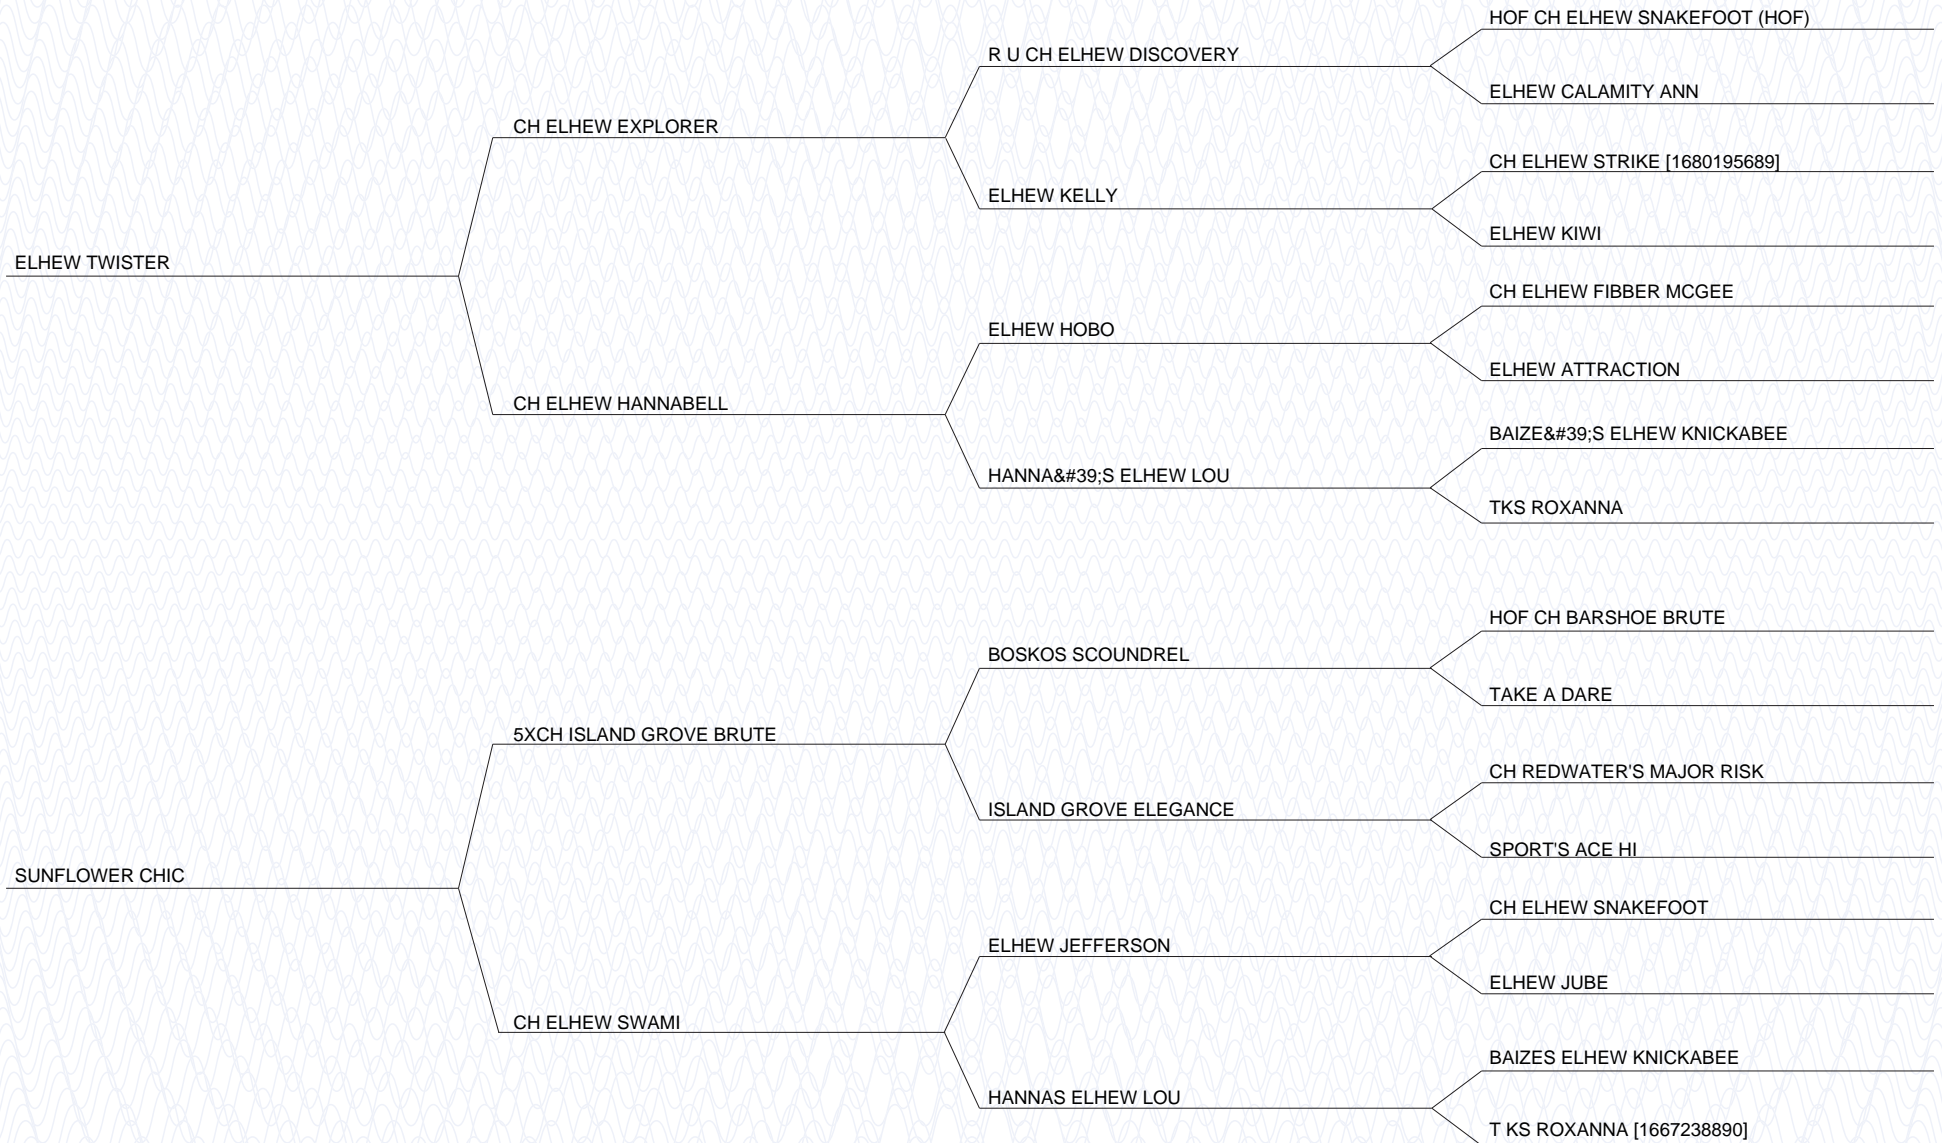 HOF CH ELHEW SNAKEFOOT (HOF)
R U CH ELHEW DISCOVERY
ELHEW CALAMITY ANN
CH ELHEW EXPLORER
CH ELHEW STRIKE [1680195689]
ELHEW KELLY
ELHEW KIWI
ELHEW TWISTER
CH ELHEW FIBBER MCGEE
ELHEW HOBO
ELHEW ATTRACTION
CH ELHEW HANNABELL
BAIZE&#39;S ELHEW KNICKABEE
HANNA&#39;S ELHEW LOU
TKS ROXANNA
HOF CH BARSHOE BRUTE
BOSKOS SCOUNDREL
TAKE A DARE
5XCH ISLAND GROVE BRUTE
CH REDWATER'S MAJOR RISK
ISLAND GROVE ELEGANCE
SPORT'S ACE HI
SUNFLOWER CHIC
CH ELHEW SNAKEFOOT
ELHEW JEFFERSON
ELHEW JUBE
CH ELHEW SWAMI
BAIZES ELHEW KNICKABEE
HANNAS ELHEW LOU
T KS ROXANNA [1667238890]